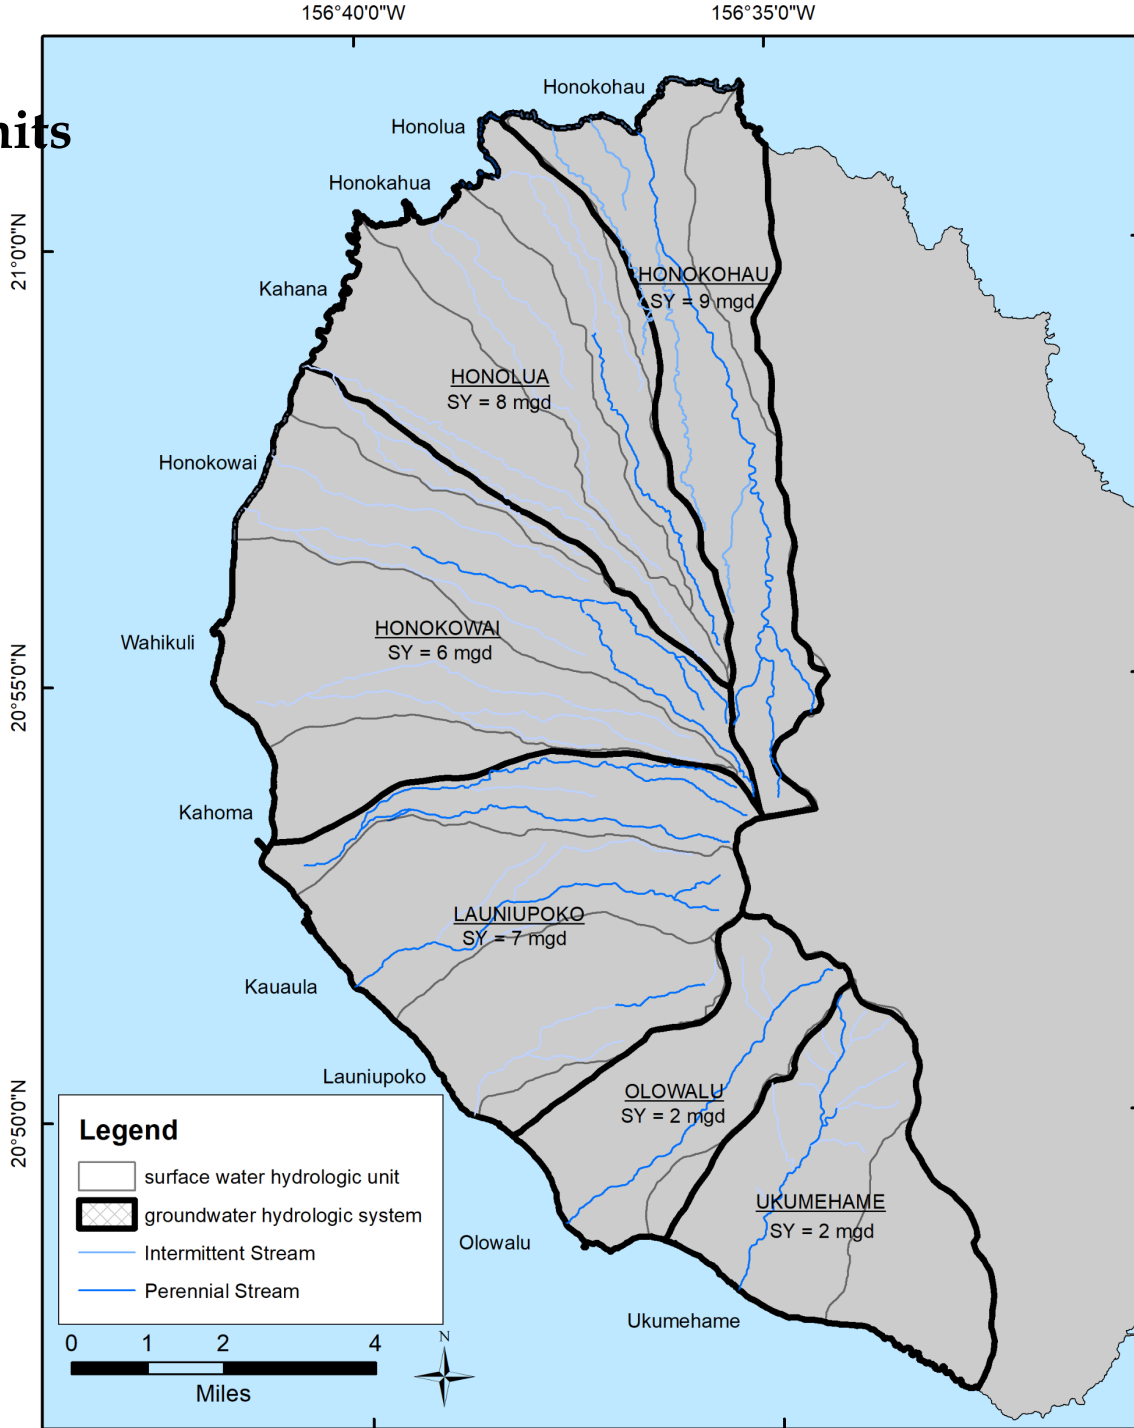 156°40'0"W
156°35'0"W
nits
Honokohau
Honolua
Honokahua
21°0'0"N
HONOKOHAU
SY = 9 mgd
Kahana
HONOLUA
SY = 8 mgd
Honokowai
HONOKOWAI
SY = 6 mgd
Wahikuli
20°55'0"N
Kahoma
LAUNIUPOKO
SY = 7 mgd
Kauaula
Launiupoko
OLOWALU
SY = 2 mgd
20°50'0"N
UKUMEHAME
SY = 2 mgd
Olowalu
Ukumehame
Legend
surface water hydrologic unit
groundwater hydrologic system
Intermittent Stream
Perennial Stream
0 1 2 4
Miles
N